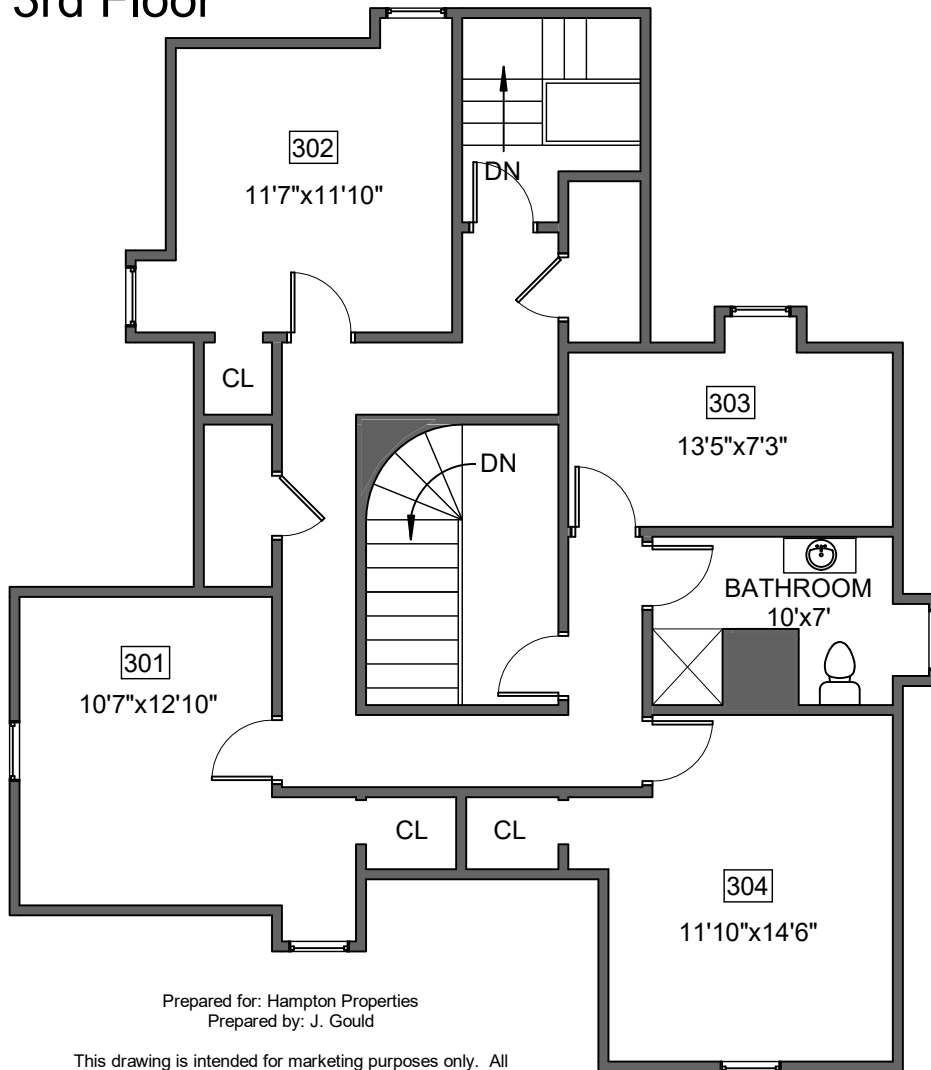 3rd Floor
DN
302
11'7"x11'10"
CL
303
13'5"x7'3"
DN
BATHROOM
10'x7'
301
10'7"x12'10"
CL
CL
304
11'10"x14'6"
Prepared for: Hampton Properties
Prepared by: J. Gould
This drawing is intended for marketing purposes only. All